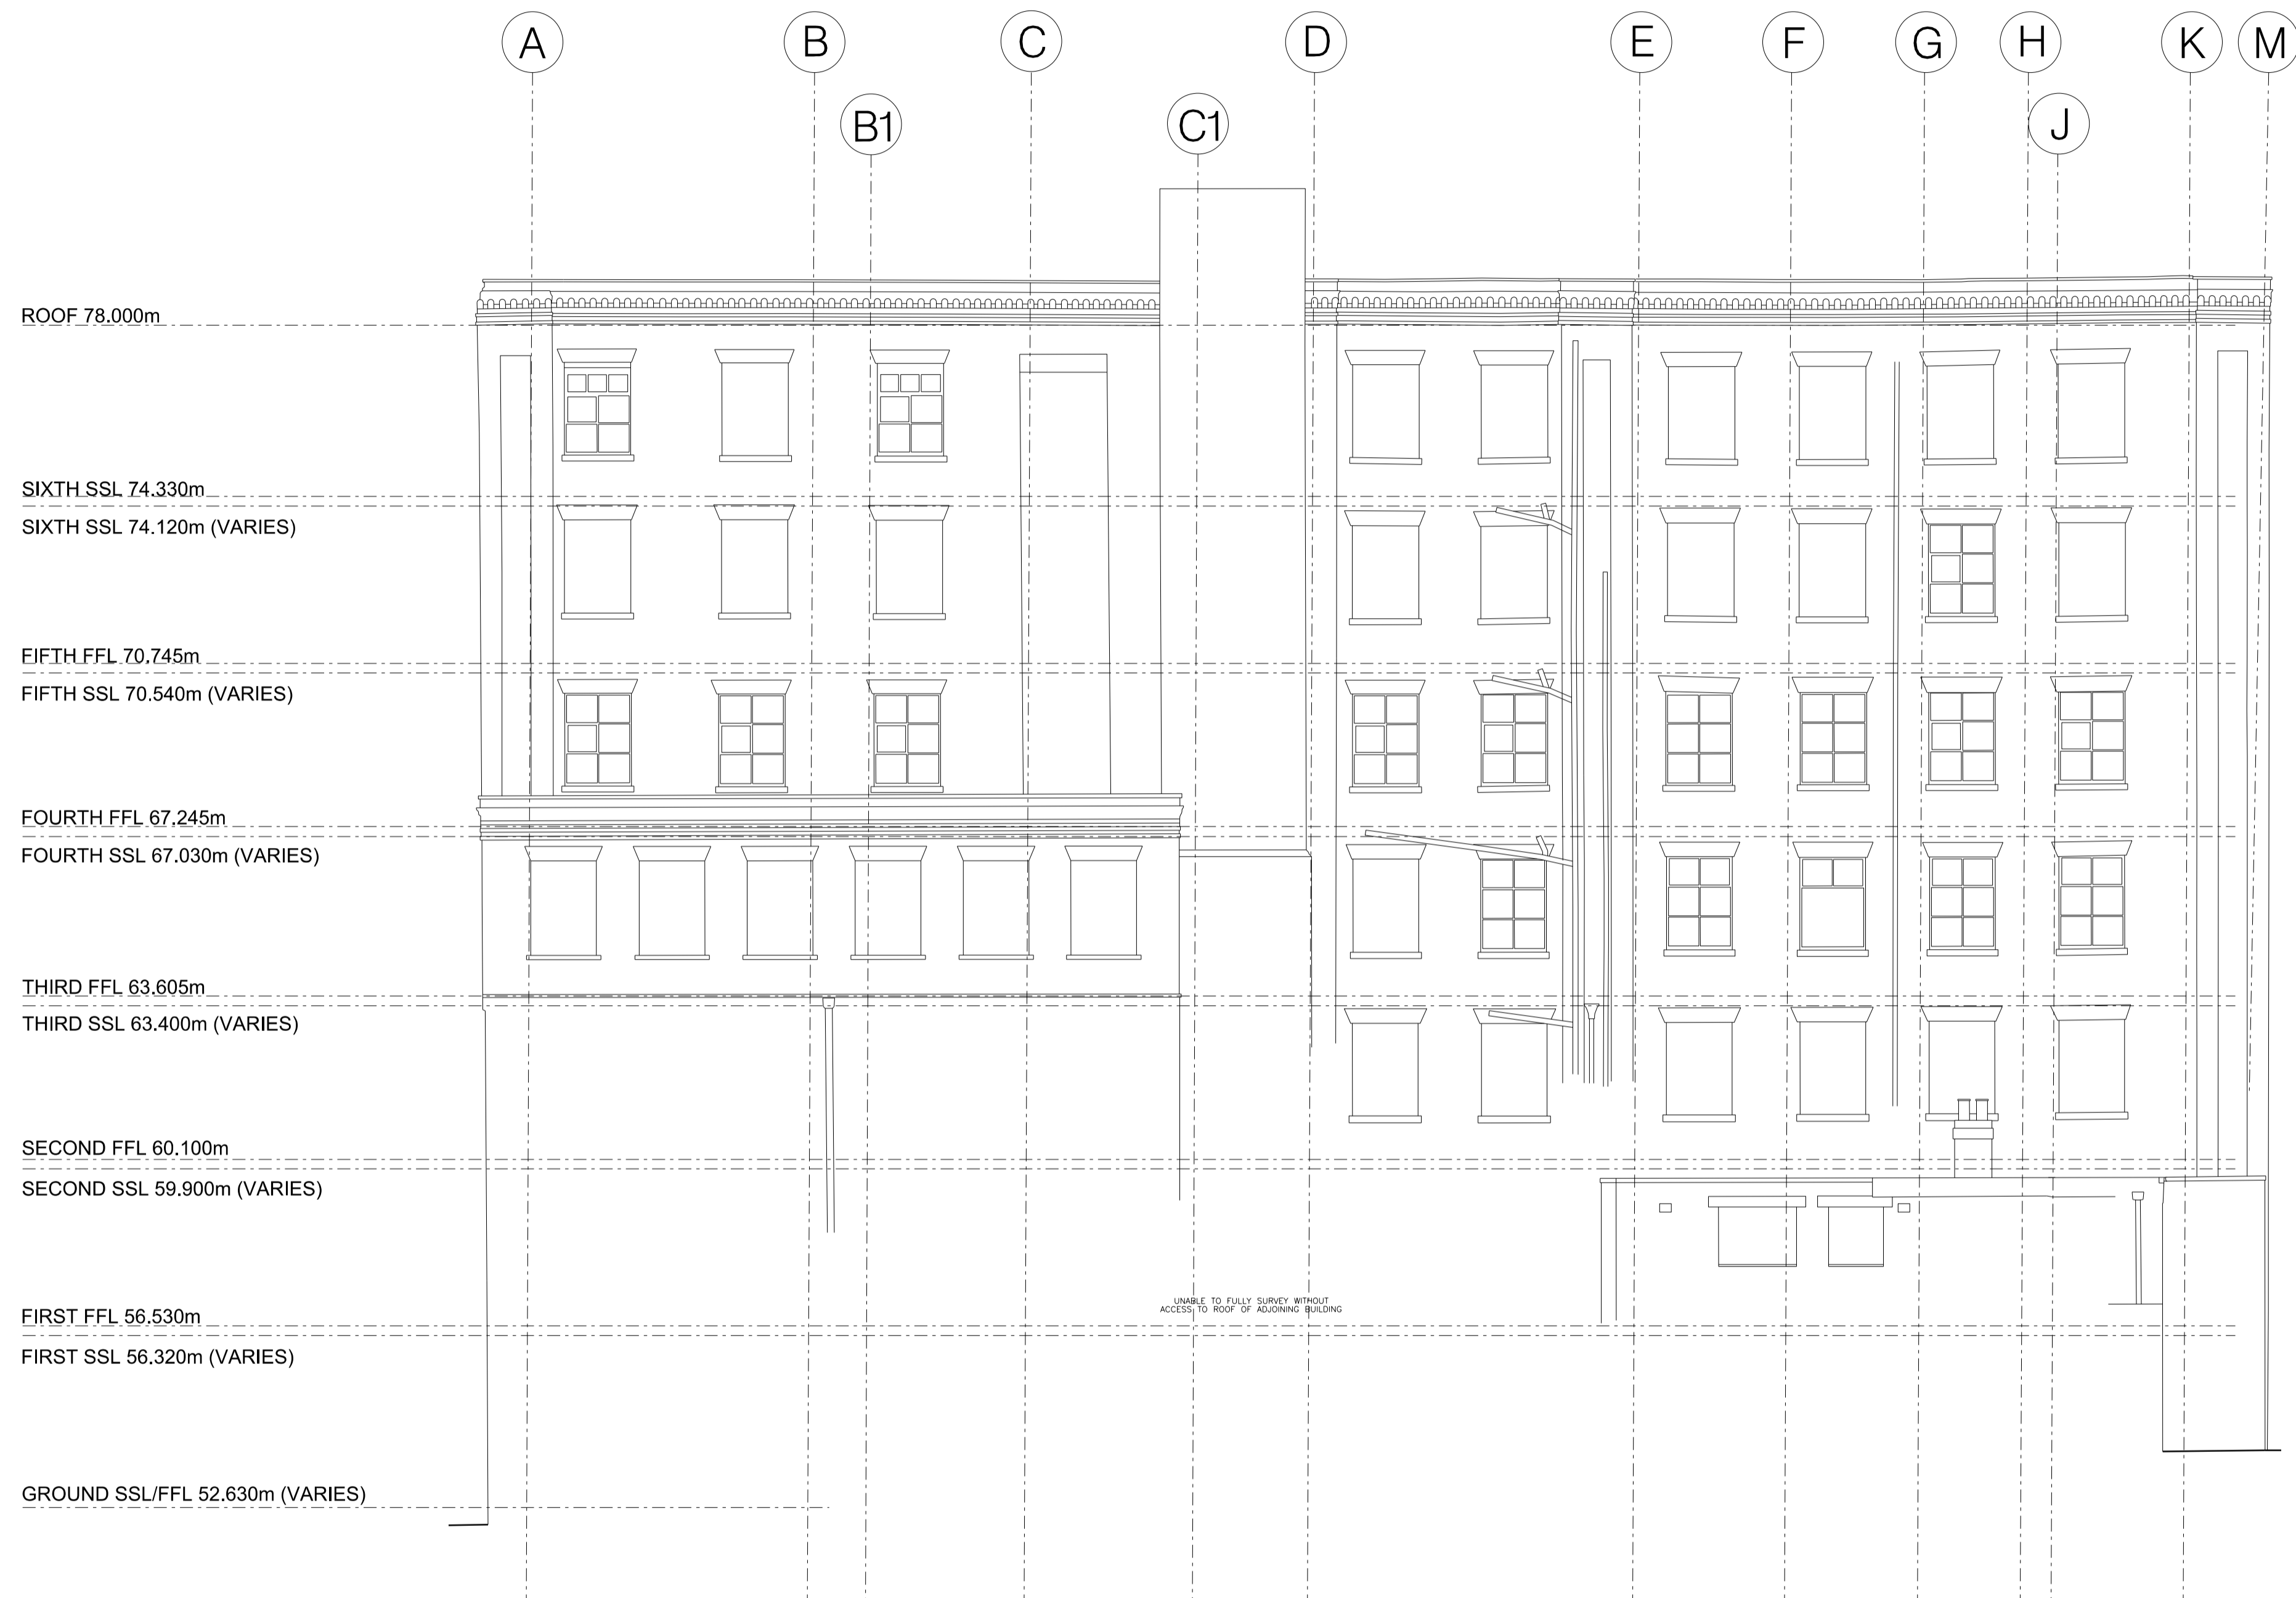 A
B
C
D
E
F
G
H
K
M
B1
C1
J
ROOF 78.000m
SIXTH SSL 74.330m
SIXTH SSL 74.120m (VARIES)
FIFTH FFL 70.745m
FIFTH SSL 70.540m (VARIES)
FOURTH FFL 67.245m
FOURTH SSL 67.030m (VARIES)
THIRD FFL 63.605m
THIRD SSL 63.400m (VARIES)
SECOND FFL 60.100m
SECOND SSL 59.900m (VARIES)
UNABLE TO FULLY SURVEY WITHOUT
ACCESS TO ROOF OF ADJOINING BUILDING
FIRST FFL 56.530m
FIRST SSL 56.320m (VARIES)
GROUND SSL/FFL 52.630m (VARIES)